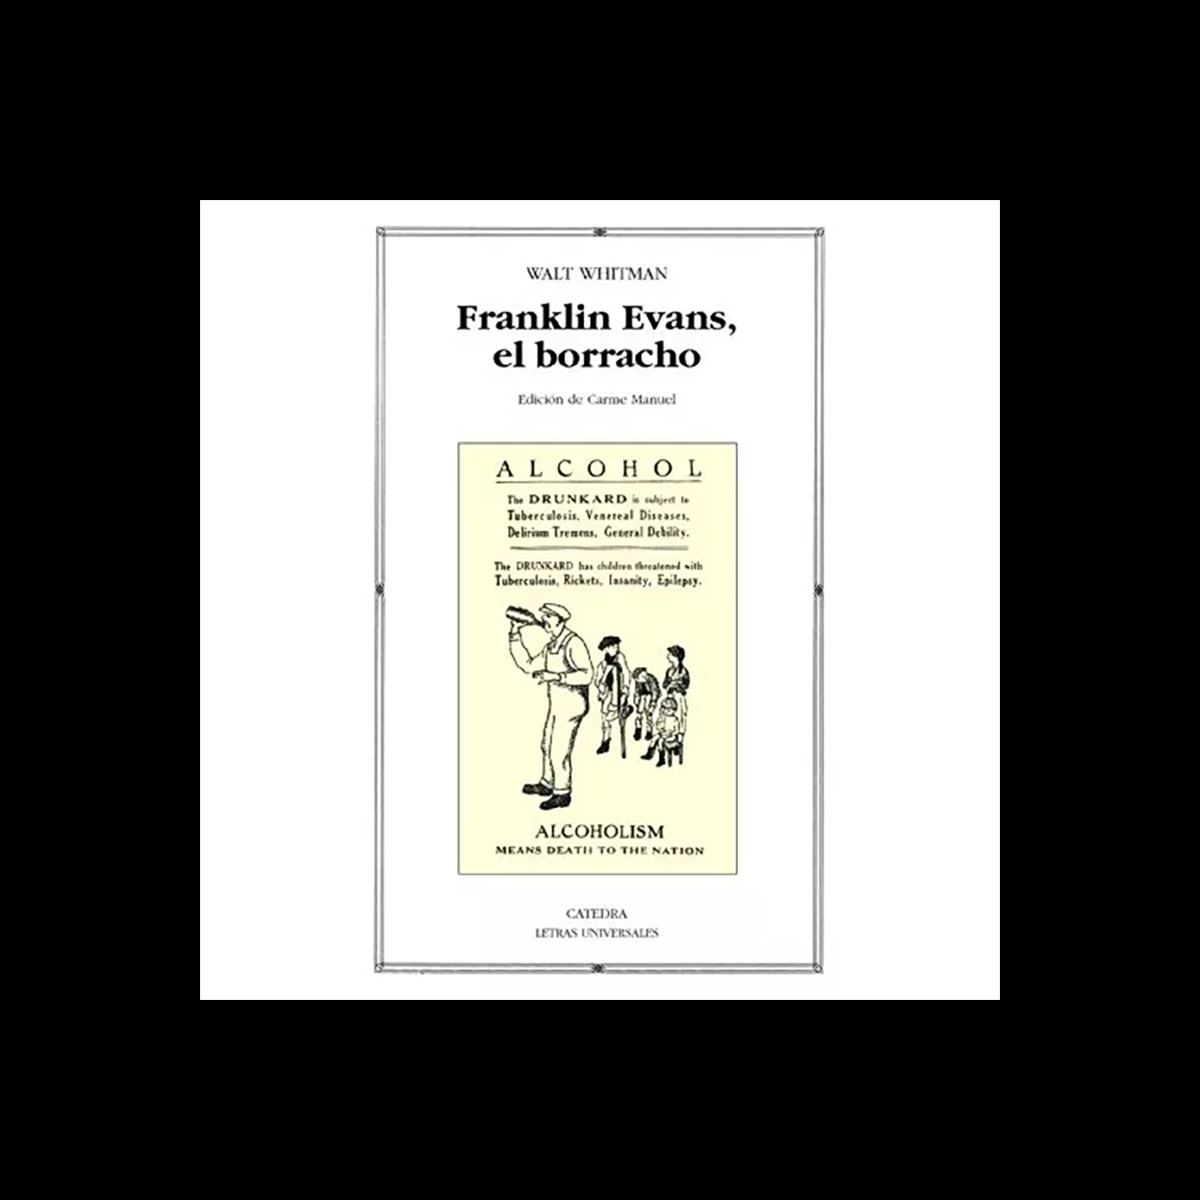 WALT WHITMAN
Franklin Evans,
el borracho
Edición de Carme Manuel
ALCOHOL
The DRUNKARD is subject to
Tuberculosis, Venereal Diseases,
Delirium Tremens, General Debility.
The DRUNKARD has children threatened with
Tuberculosis, Rickets, Insanity, Epilepsy.
ALCOHOLISM
MEANS DEATH TO THE NATION
CATEDRA
LETRAS UNIVERSALES